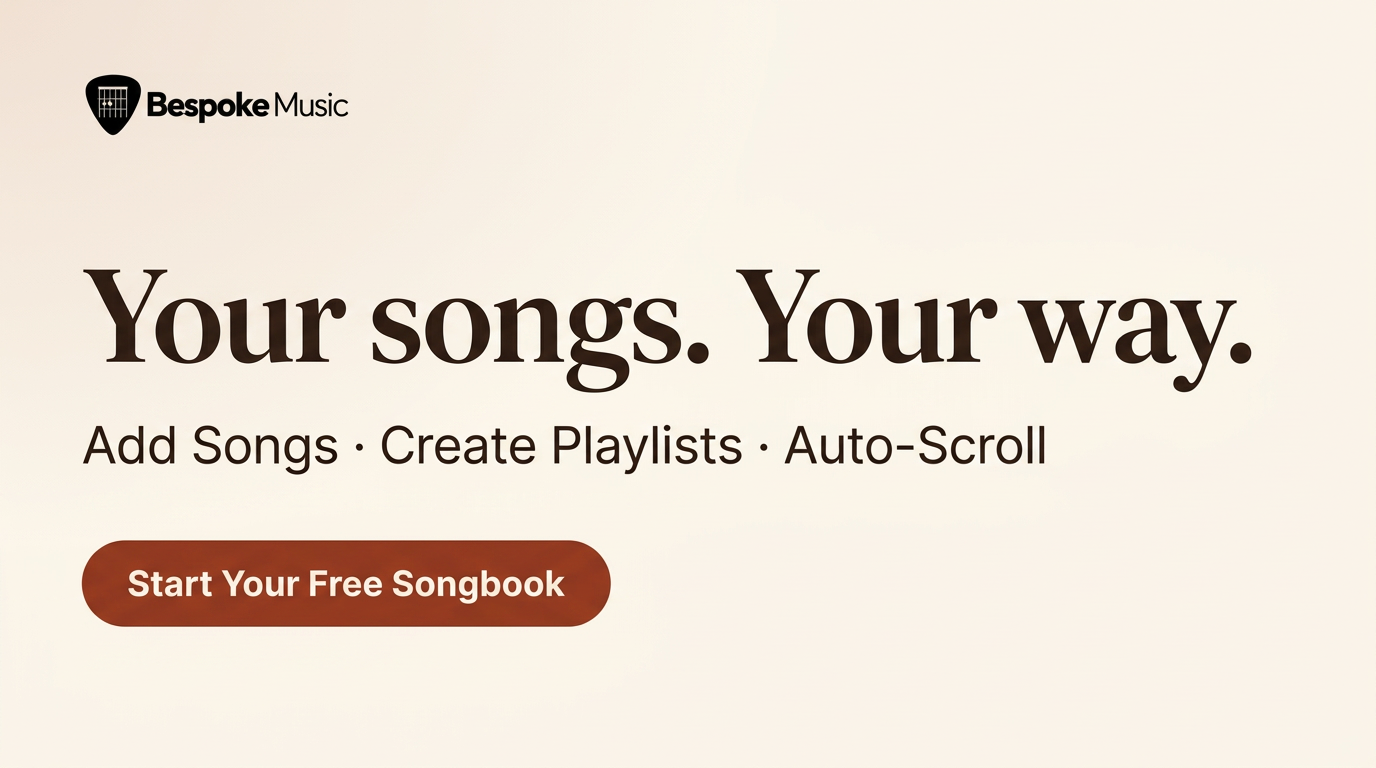 Bespoke Music
Your songs. Your way.
Add Songs · Create Playlists · Auto-Scroll
Start Your Free Songbook